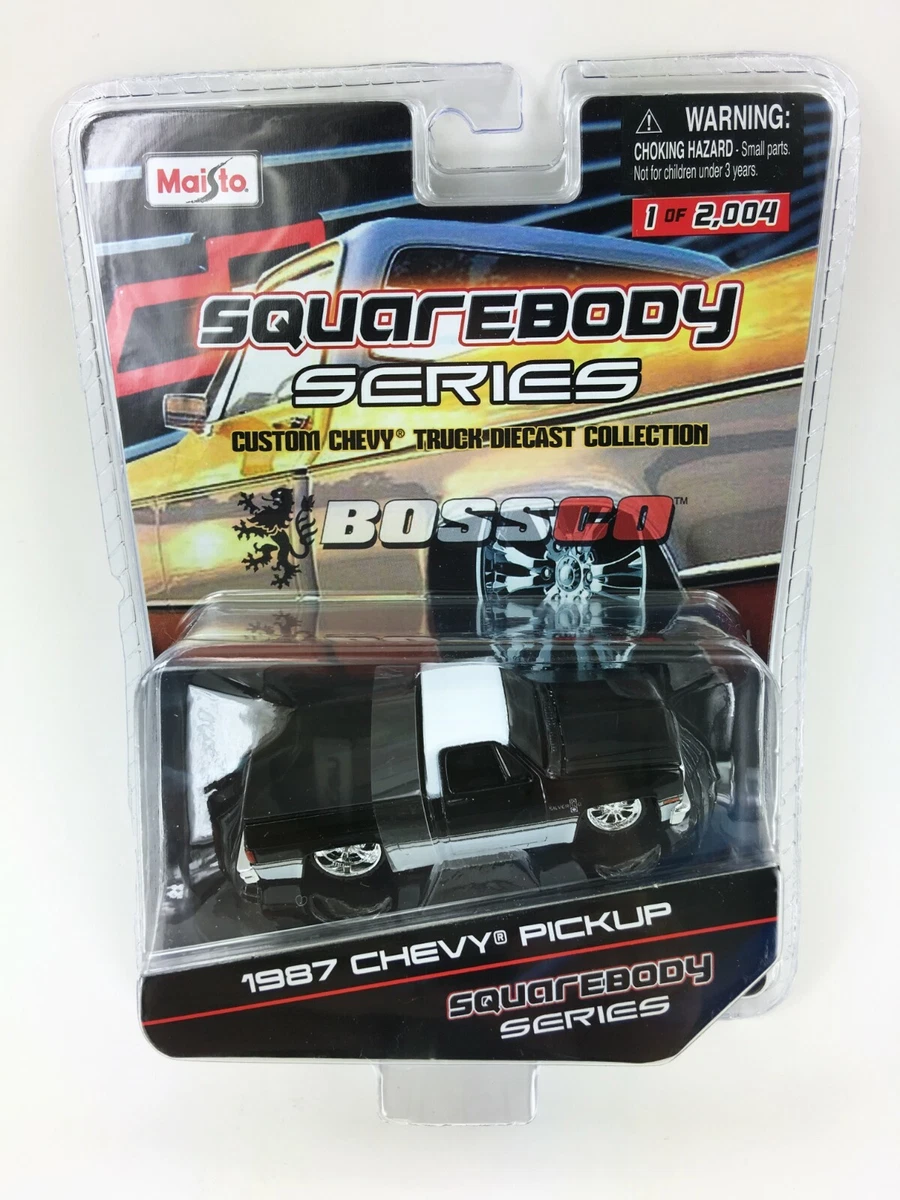 Maisto
WARNING:
CHOKING HAZARD - Small parts.
Not for children under 3 years.
1 OF 2,004
SQUAREBODY
SERIES
CUSTOM CHEVY® TRUCK DIECAST COLLECTION
BOSSCO™
1987 CHEVY® PICKUP
SQUAREBODY
SERIES